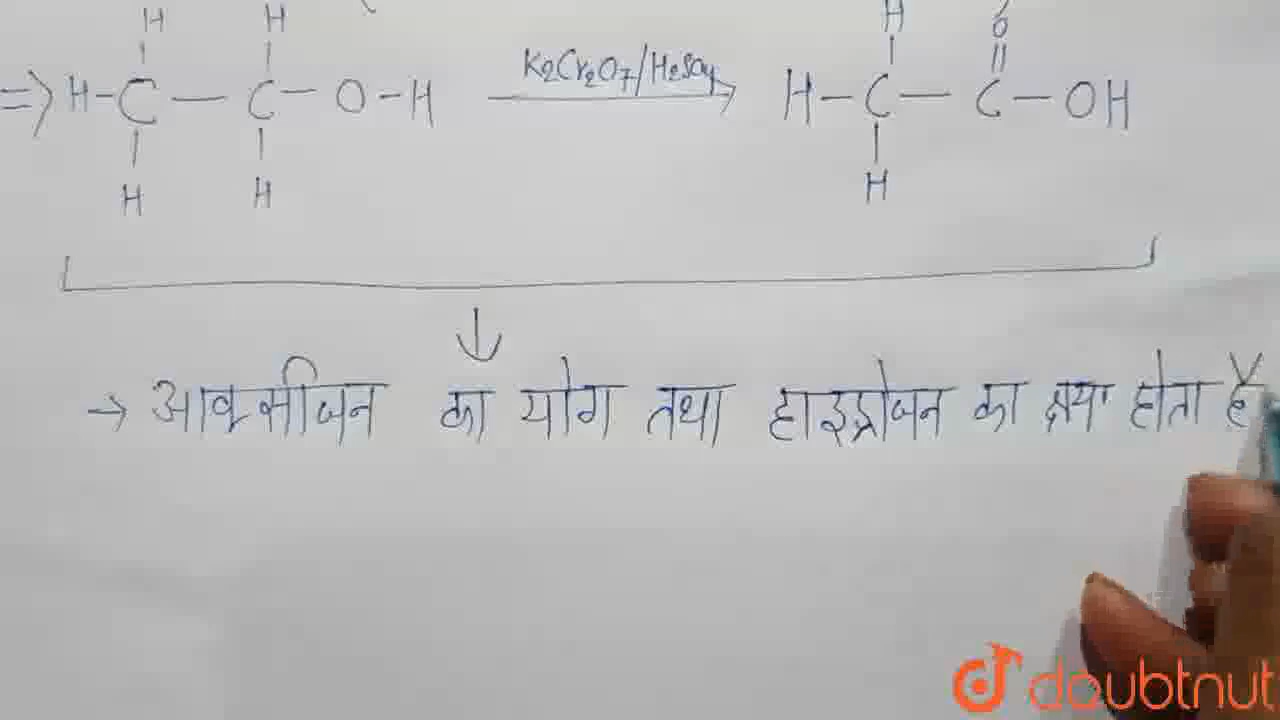 H H H O
=> H-C-C-O-H K2Cr2O7/H2SO4 H-C-C-OH
H H H
→ आक्सीजन का योग तथा हाइड्रोजन का क्षया होता है
doubtnut